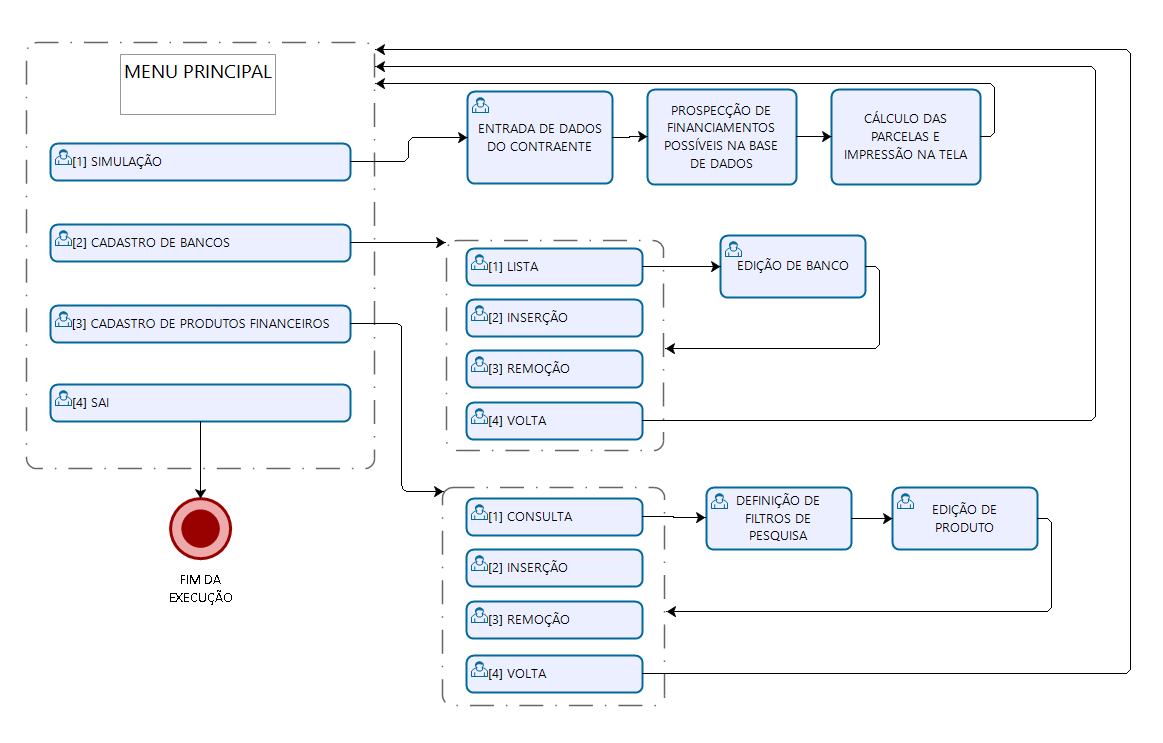 MENU PRINCIPAL
[1] SIMULAÇÃO
[2] CADASTRO DE BANCOS
[3] CADASTRO DE PRODUTOS FINANCEIROS
[4] SAI
FIM DA
EXECUÇÃO
ENTRADA DE DADOS
DO CONTRAENTE
PROSPECÇÃO DE
FINANCIAMENTOS
POSSÍVEIS NA BASE
DE DADOS
CÁLCULO DAS
PARCELAS E
IMPRESSÃO NA TELA
[1] LISTA
[2] INSERÇÃO
[3] REMOÇÃO
[4] VOLTA
EDIÇÃO DE BANCO
[1] CONSULTA
[2] INSERÇÃO
[3] REMOÇÃO
[4] VOLTA
DEFINIÇÃO DE
FILTROS DE
PESQUISA
EDIÇÃO DE
PRODUTO